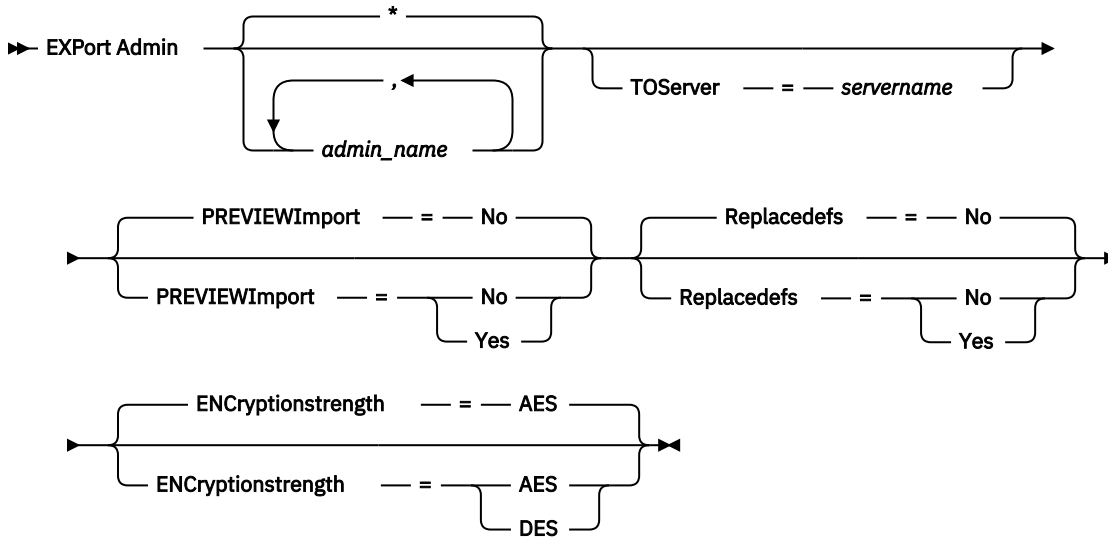 *
EXPort Admin
,
TOServer = servername
admin_name
PREVIEWImport = No
Replacedefs = No
PREVIEWImport = No
Yes
Replacedefs = No
Yes
ENCryptionstrength = AES
ENCryptionstrength = AES
DES